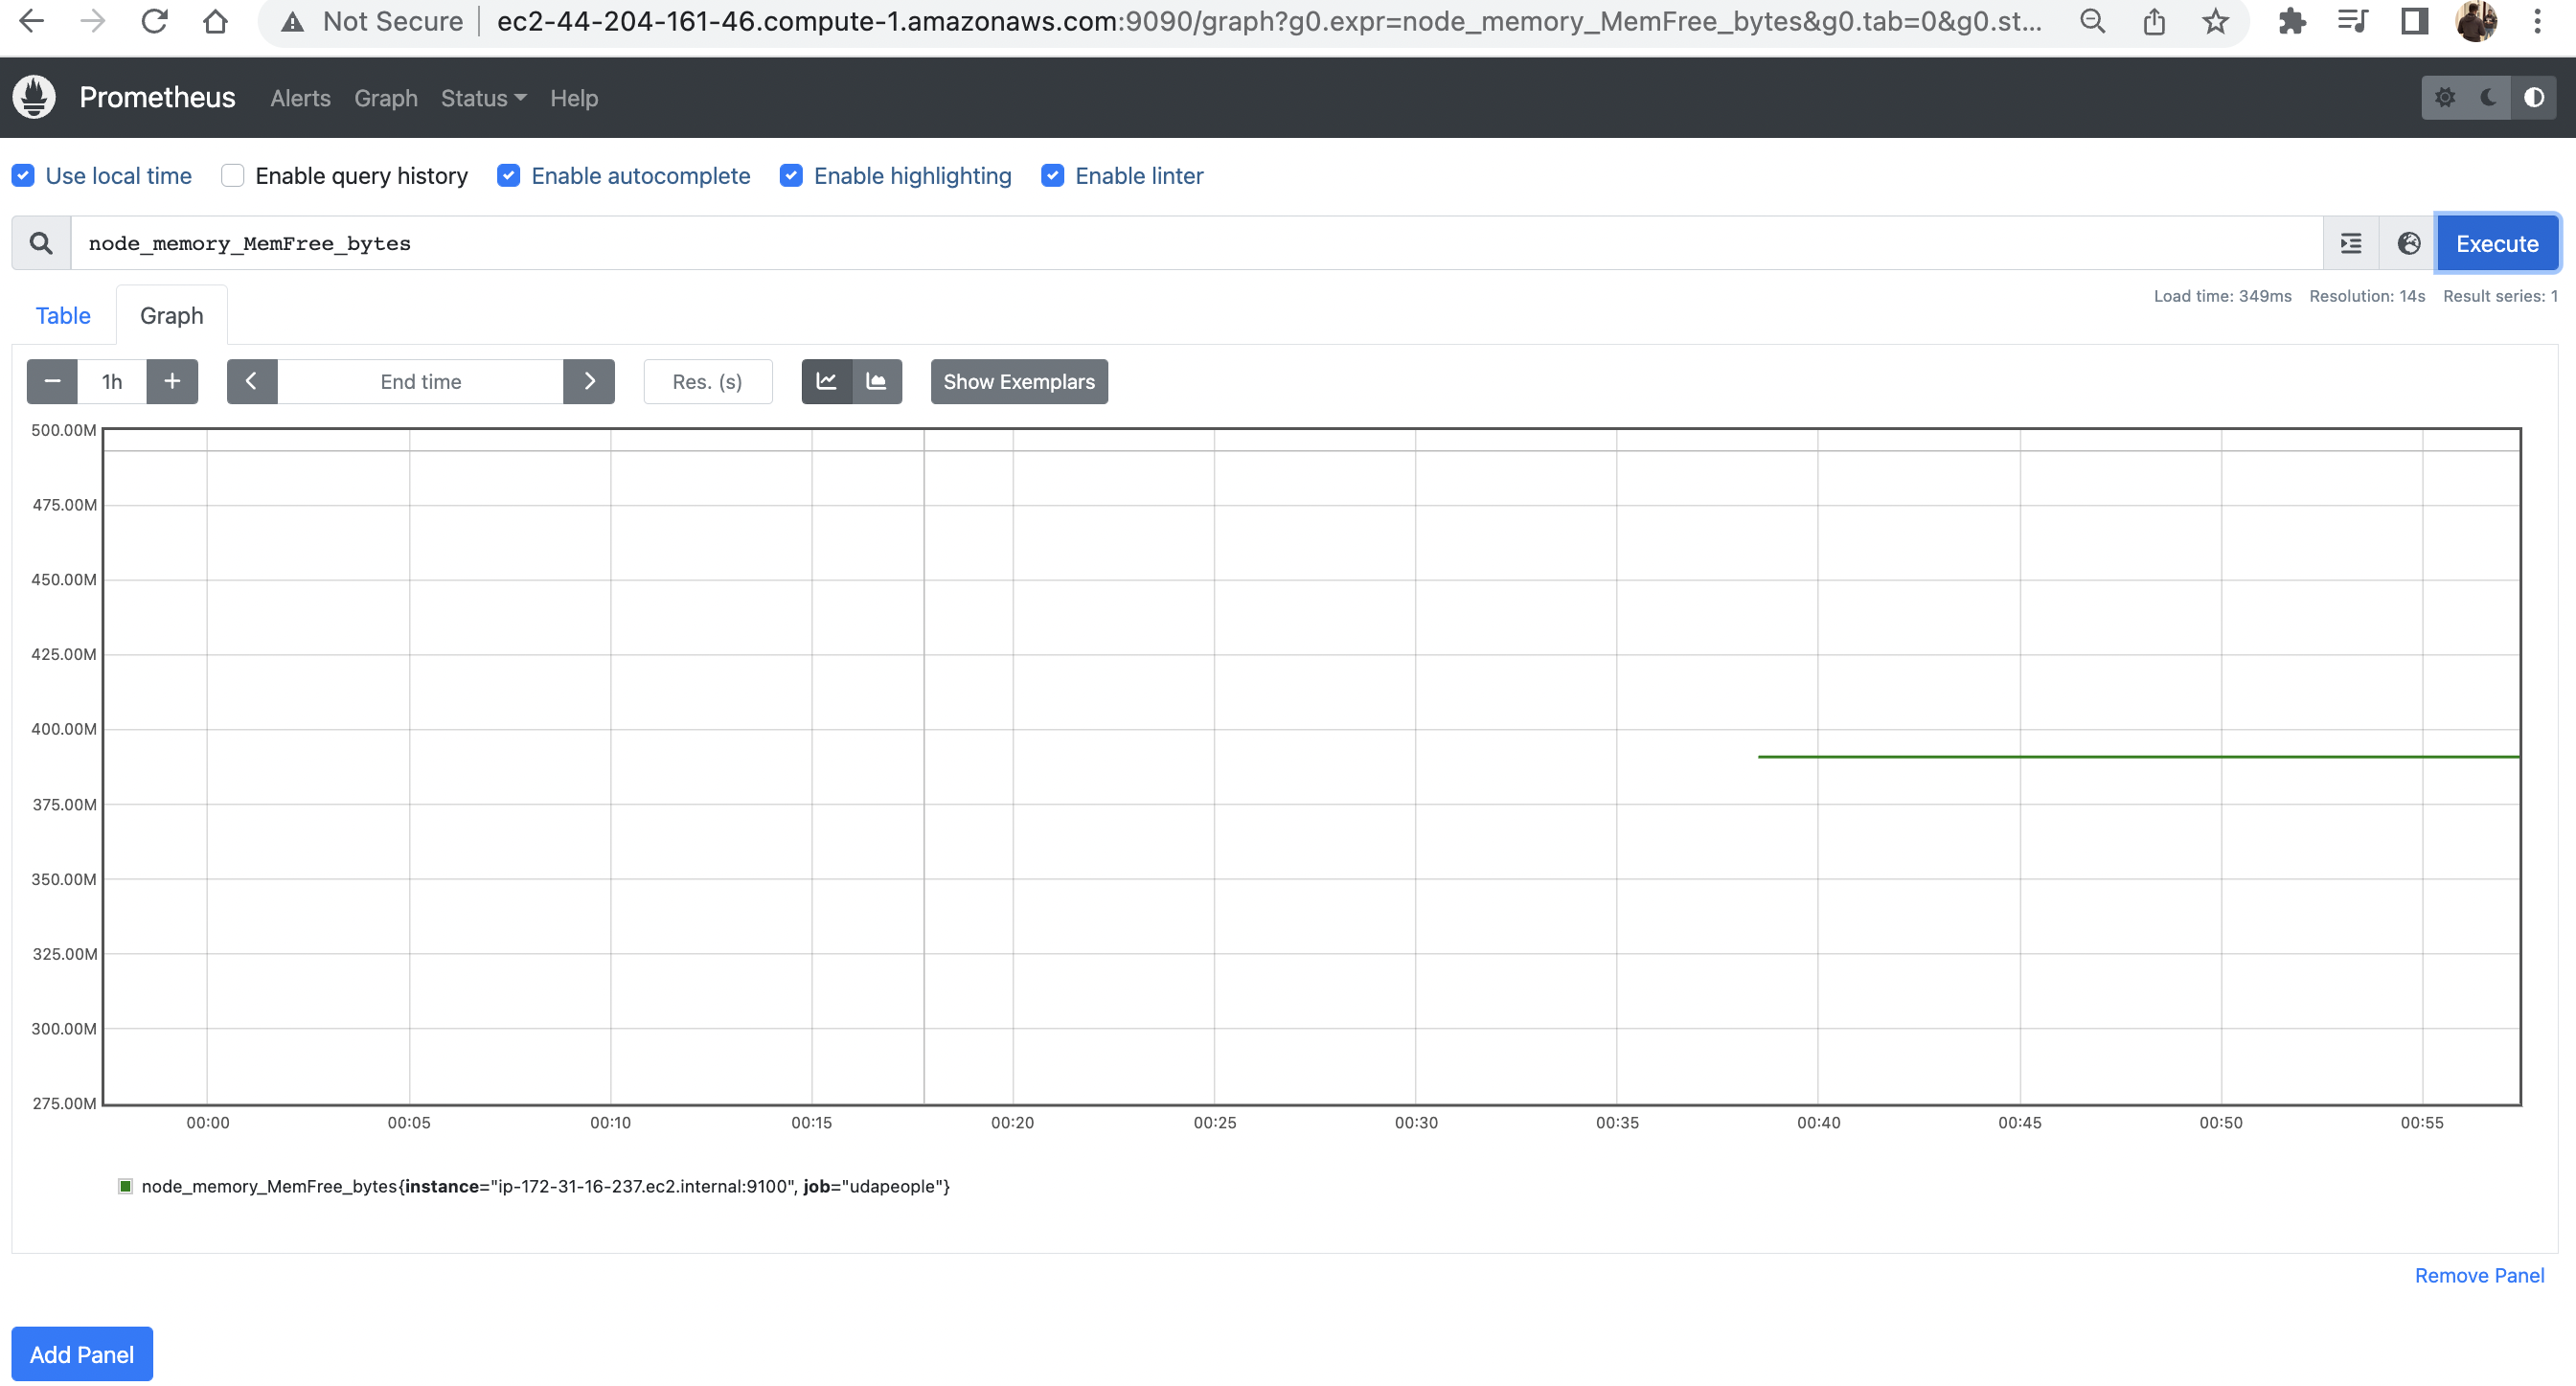 Not Secure ec2-44-204-161-46.compute-1.amazonaws.com:9090/graph?g0.expr=node_memory_MemFree_bytes&g0.tab=0&g0.st...
Prometheus Alerts Graph Status Help
Use local time Enable query history Enable autocomplete Enable highlighting Enable linter
node_memory_MemFree_bytes Execute
Load time: 349ms Resolution: 14s Result series: 1
Table Graph
1h End time Res. (s) Show Exemplars
500.00M
475.00M
450.00M
425.00M
400.00M
375.00M
350.00M
325.00M
300.00M
275.00M
00:00 00:05 00:10 00:15 00:20 00:25 00:30 00:35 00:40 00:45 00:50 00:55
node_memory_MemFree_bytes{instance="ip-172-31-16-237.ec2.internal:9100", job="udapeople"}
Remove Panel
Add Panel